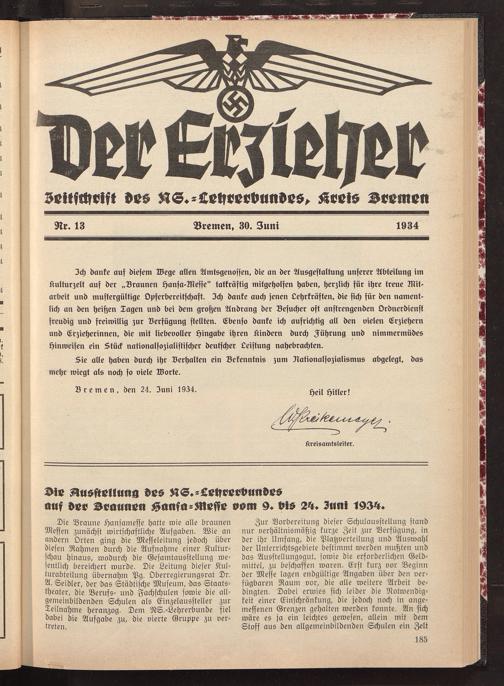 Der Erzieher
Zeitschrift des NS.=Lehrerbundes, Kreis Bremen
Nr. 13 Bremen, 30. Juni 1934
Ich danke auf diesem Wege allen Amtsgenossen, die an der Ausgestaltung unserer Abteilung im
Kulturzelt auf der „Braunen Hansa-Messe“ tatkräftig mitgeholfen haben, herzlich für ihre treue Mit-
arbeit und mustergültige Opferbereitschaft. Ich danke auch jenen Lehrkräften, die sich für den nament-
lich an den heißen Tagen und bei dem großen Andrang der Besucher oft anstrengenden Ordnerdienst
freudig und freiwillig zur Verfügung stellten. Ebenso danke ich aufrichtig all den vielen Erziehern
und Erzieherinnen, die mit liebevoller Hingabe ihren Kindern durch Führung und nimmermüdes
Hinweisen ein Stück nationalsozialistischer deutscher Leistung nahebrachten.
Sie alle haben durch ihr Verhalten ein Bekenntnis zum Nationalsozialismus abgelegt, das
mehr wiegt als noch so viele Worte.
Bremen, den 24. Juni 1934.
Heil Hitler!
Kreikemeyer.
Kreisamtsleiter.
Die Ausstellung des NS.=Lehrerbundes
auf der Braunen Hansa=Messe vom 9. bis 24. Juni 1934.
Die Braune Hansamesse hatte wie alle braunen
Messen zunächst wirtschaftliche Aufgaben. Wie an
andern Orten ging die Messeleitung jedoch über
diesen Rahmen durch die Aufnahme einer Kultur-
schau hinaus, wodurch die Gesamtausstellung we-
sentlich bereichert wurde. Die Leitung dieser Kul-
turabteilung übernahm Pg. Oberregierungsrat Dr.
A. Seidler, der das Städtische Museum, das Staats-
theater, die Berufs- und Fachschulen sowie die all-
gemeinbildenden Schulen als Einzelaussteller zur
Teilnahme heranzog. Dem NS.-Lehrerbunde fiel
dabei die Aufgabe zu, die vierte Gruppe zu ver-
treten.
Zur Vorbereitung dieser Schulausstellung stand
nur verhältnismäßig kurze Zeit zur Verfügung, in
der ihr Umfang, die Platzverteilung und Auswahl
der Unterrichtsgebiete bestimmt werden mußten und
das Ausstellungsgut, sowie die erforderlichen Geld-
mittel, zu beschaffen waren. Erst kurz vor Beginn
der Messe lagen endgültige Angaben über den ver-
fügbaren Raum vor, die alle weitere Arbeit be-
dingten. Dabei erwies sich leider die Notwendig-
keit einer Einschränkung, die jedoch noch in ange-
messenen Grenzen gehalten werden konnte. An sich
wäre es ja ein leichtes gewesen, allein mit dem
Stoff aus den allgemeinbildenden Schulen ein Zelt
185